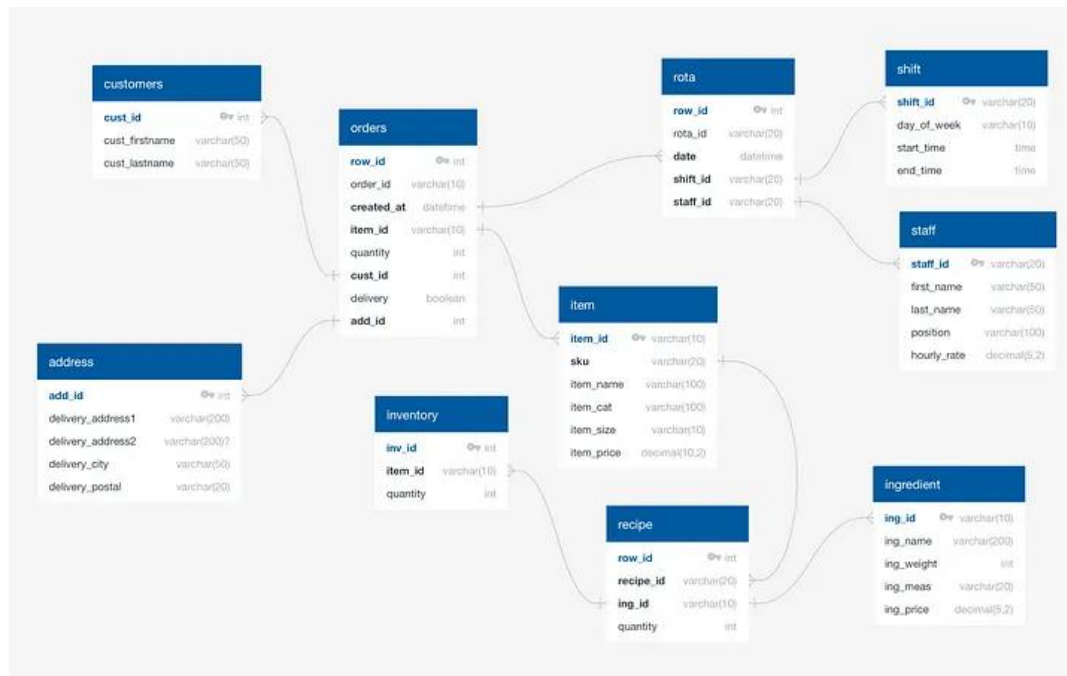 customers
cust_id int
cust_firstname varchar(50)
cust_lastname varchar(50)
orders
row_id int
order_id varchar(10)
created_at datetime
item_id varchar(10)
quantity int
cust_id int
delivery boolean
add_id int
address
add_id int
delivery_address1 varchar(200)
delivery_address2 varchar(200)?
delivery_city varchar(50)
delivery_postal varchar(20)
rota
row_id int
rota_id varchar(20)
date datetime
shift_id varchar(20)
staff_id varchar(20)
shift
shift_id varchar(20)
day_of_week varchar(10)
start_time time
end_time time
staff
staff_id varchar(20)
first_name varchar(50)
last_name varchar(50)
position varchar(100)
hourly_rate decimal(5,2)
item
item_id varchar(10)
sku varchar(20)
item_name varchar(100)
item_cat varchar(100)
item_size varchar(10)
item_price decimal(10,2)
inventory
inv_id int
item_id varchar(10)
quantity int
recipe
row_id int
recipe_id varchar(20)
ing_id varchar(10)
quantity int
ingredient
ing_id varchar(10)
ing_name varchar(200)
ing_weight int
ing_meas varchar(20)
ing_price decimal(5,2)